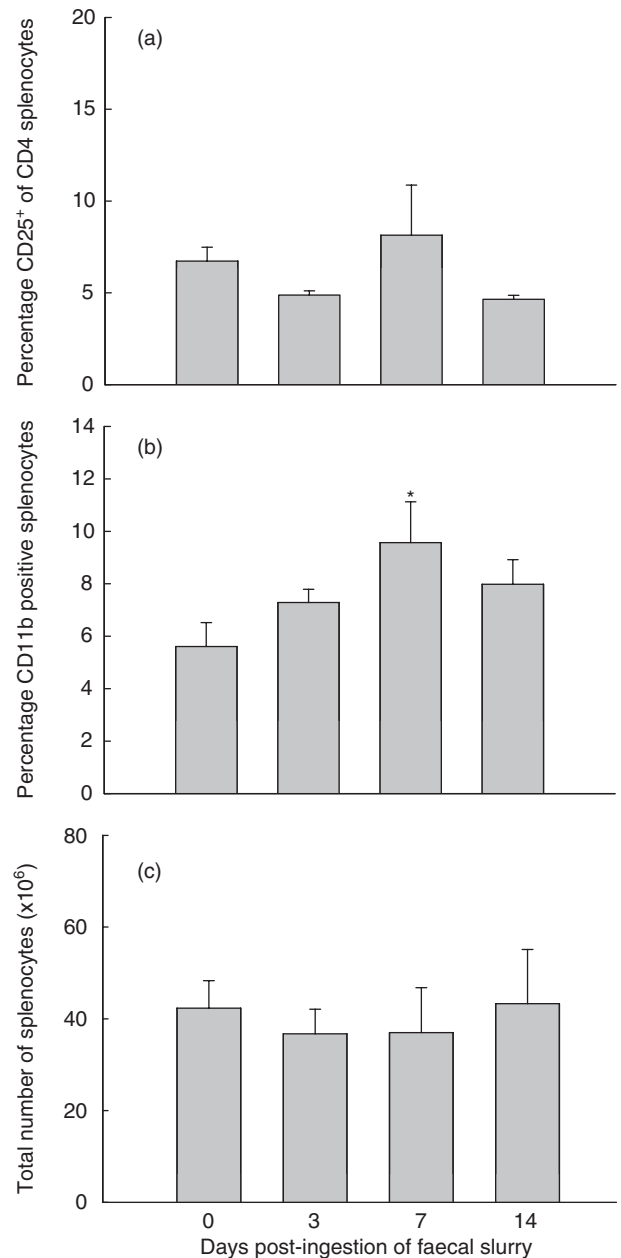 (a)
Percentage CD25⁺ of CD4 splenocytes
20
15
10
5
0
(b)
Percentage CD11b positive splenocytes
14
12
10
8
6
4
2
0
*
(c)
Total number of splenocytes (x10⁶)
80
60
40
20
0
0 3 7 14
Days post-ingestion of faecal slurry